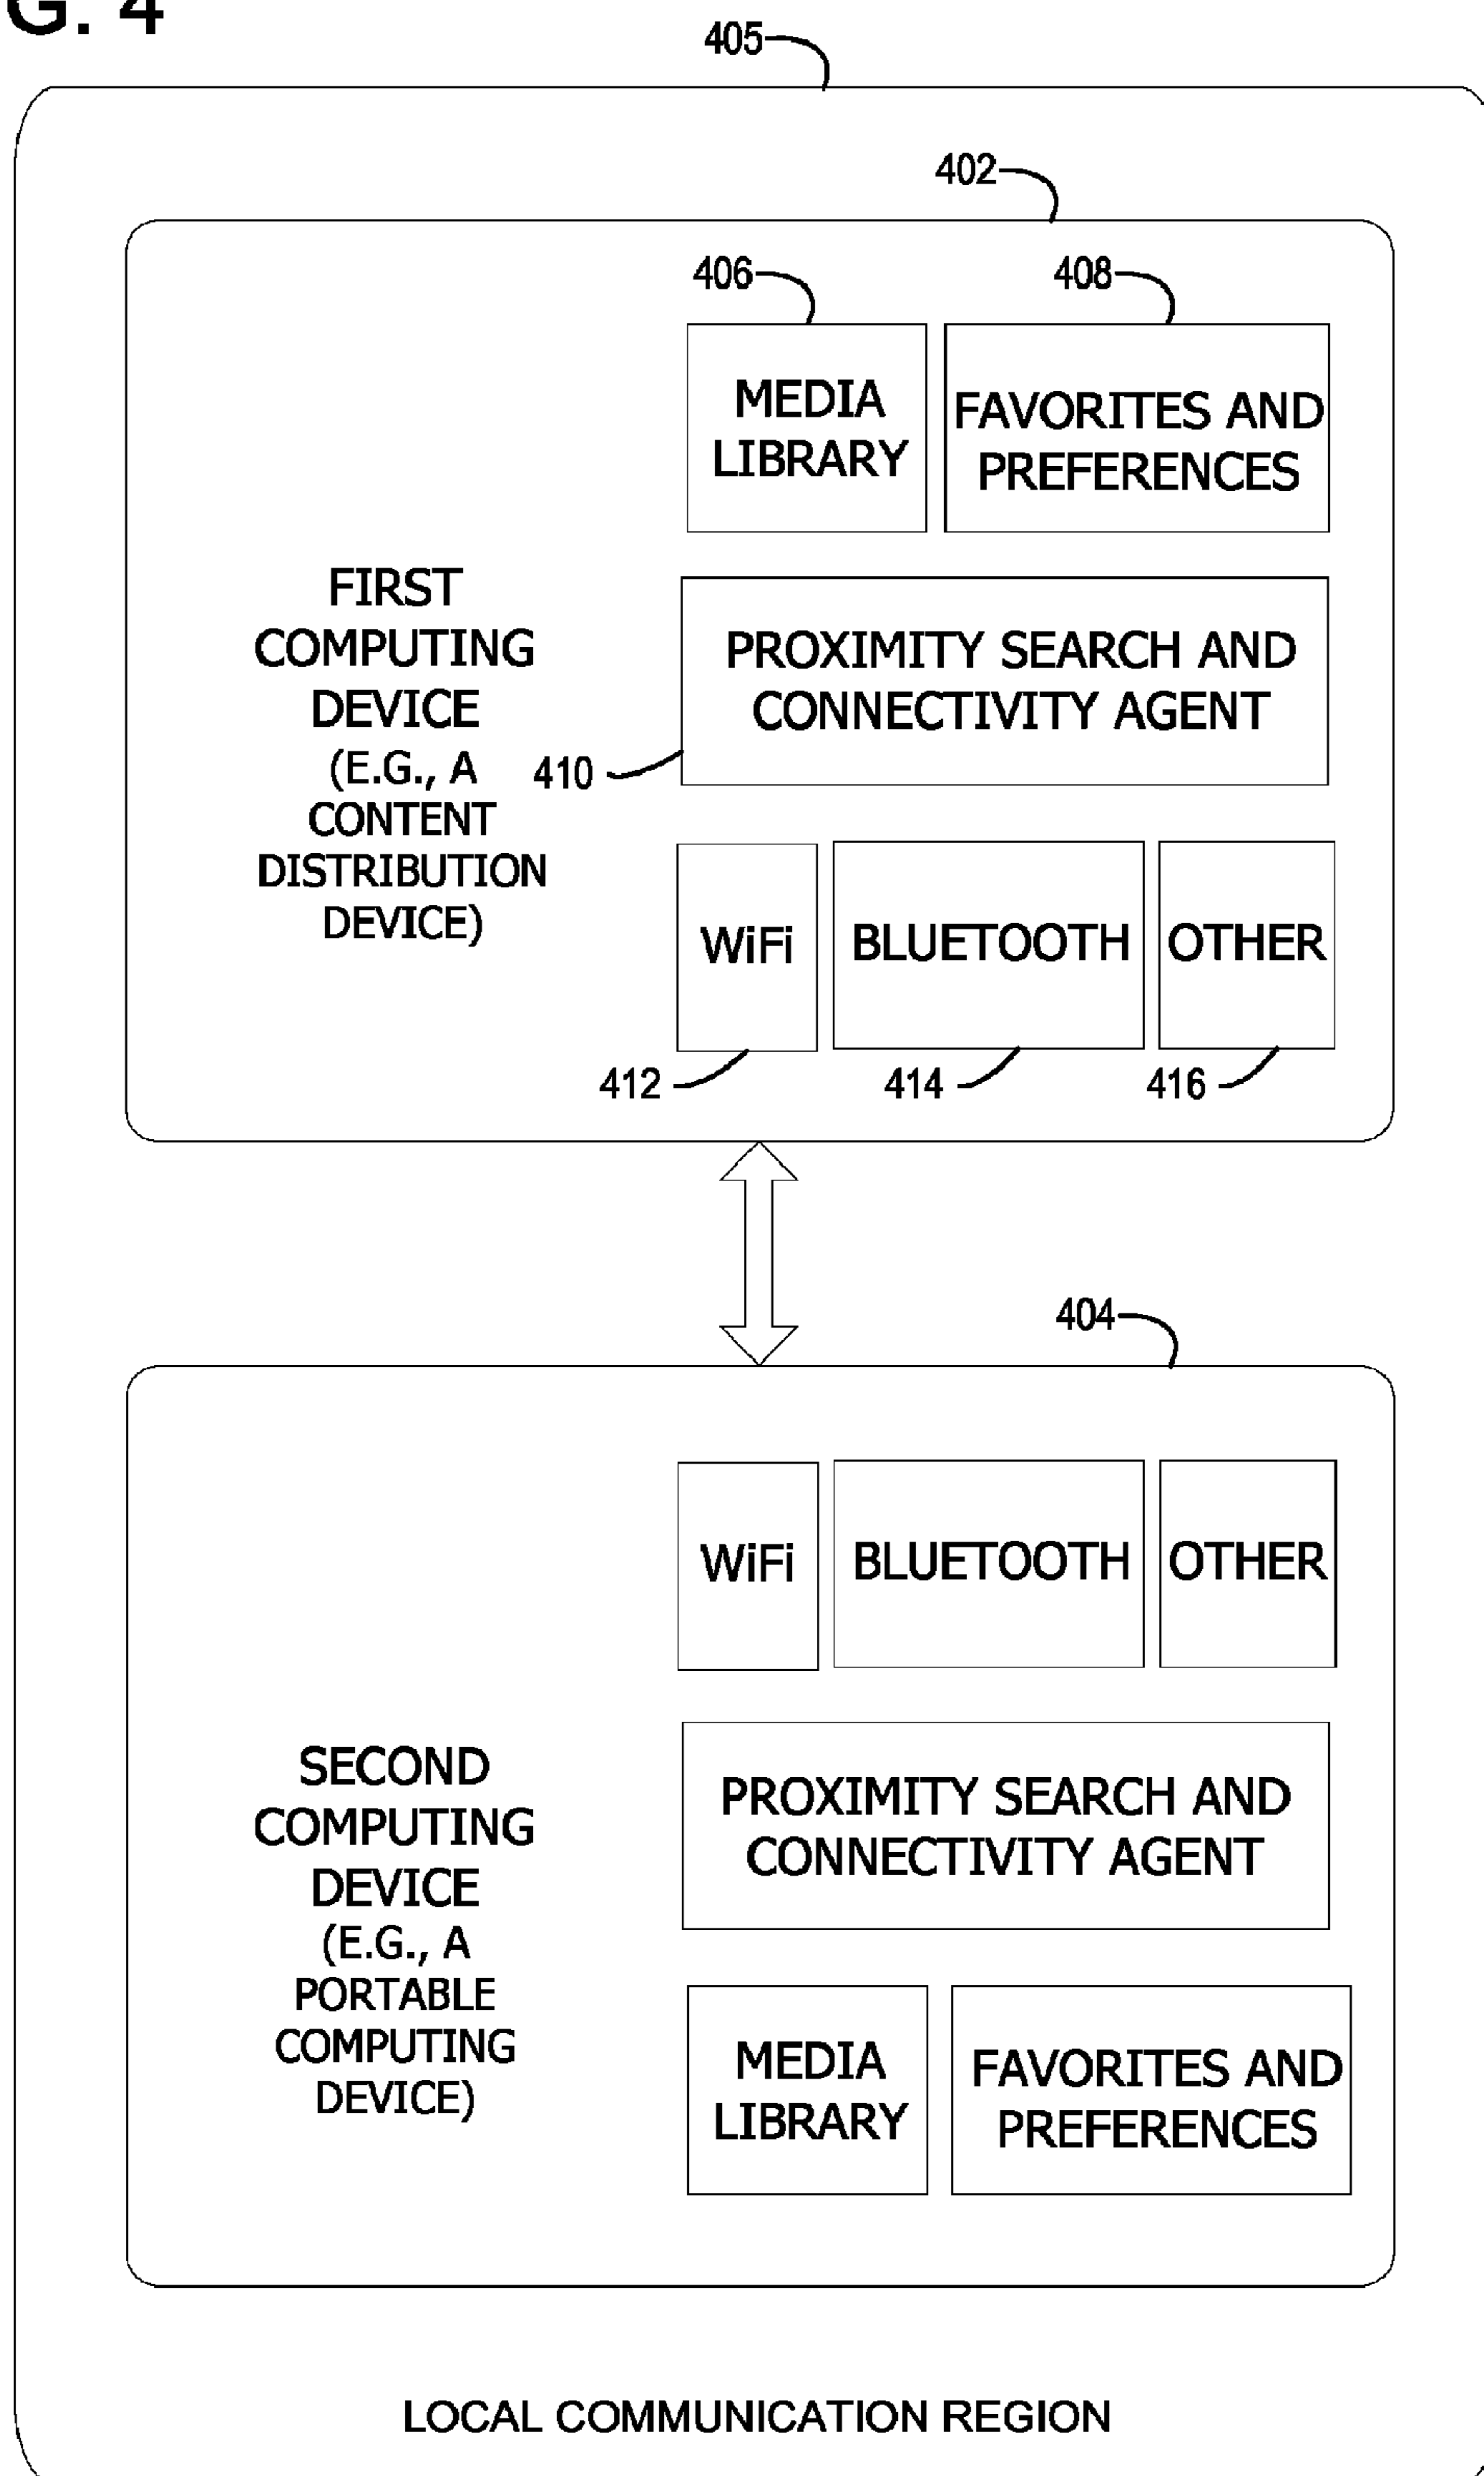 G. 4
405
402
406
408
MEDIA
LIBRARY
FAVORITES AND
PREFERENCES
FIRST
COMPUTING
DEVICE
(E.G., A
CONTENT
DISTRIBUTION
DEVICE)
PROXIMITY SEARCH AND
CONNECTIVITY AGENT
410
WiFi
BLUETOOTH
OTHER
412
414
416
404
WiFi
BLUETOOTH
OTHER
SECOND
COMPUTING
DEVICE
(E.G., A
PORTABLE
COMPUTING
DEVICE)
PROXIMITY SEARCH AND
CONNECTIVITY AGENT
MEDIA
LIBRARY
FAVORITES AND
PREFERENCES
LOCAL COMMUNICATION REGION